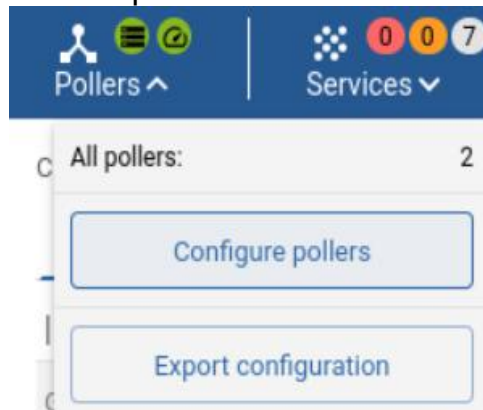 Pollers
0 0 7
Services
All pollers: 2
Configure pollers
Export configuration